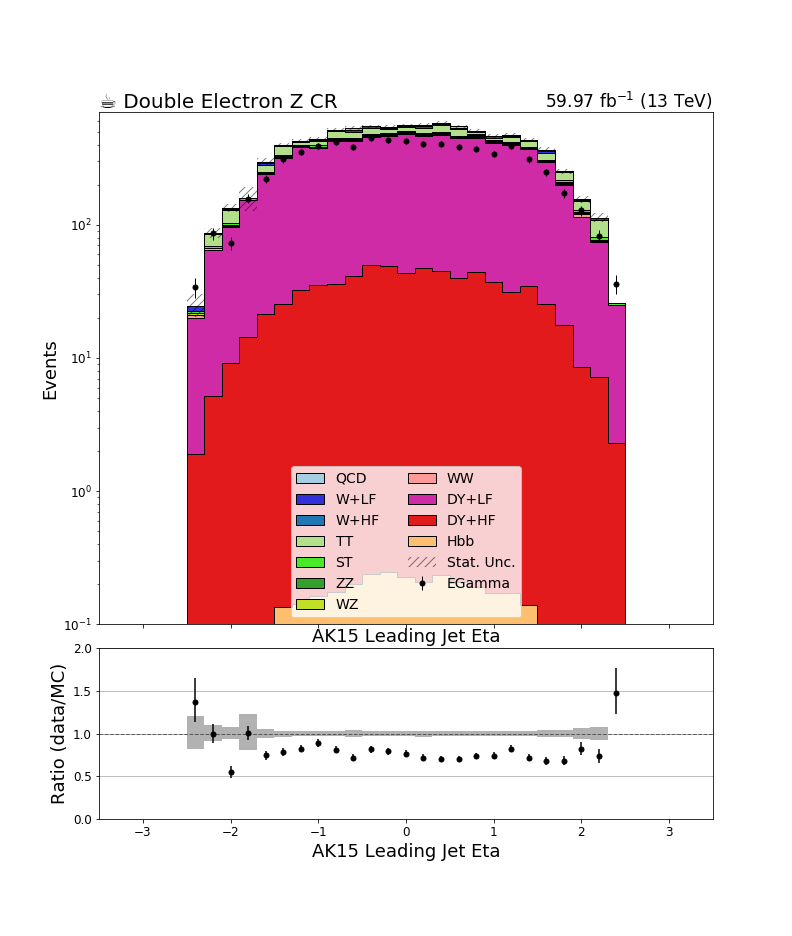 ☕ Double Electron Z CR
59.97 fb⁻¹ (13 TeV)
Events
10²
10¹
10⁰
10⁻¹
QCD
W+LF
W+HF
TT
ST
ZZ
WZ
WW
DY+LF
DY+HF
Hbb
Stat. Unc.
EGamma
AK15 Leading Jet Eta
Ratio (data/MC)
2.0
1.5
1.0
0.5
0.0
−3 −2 −1 0 1 2 3
AK15 Leading Jet Eta